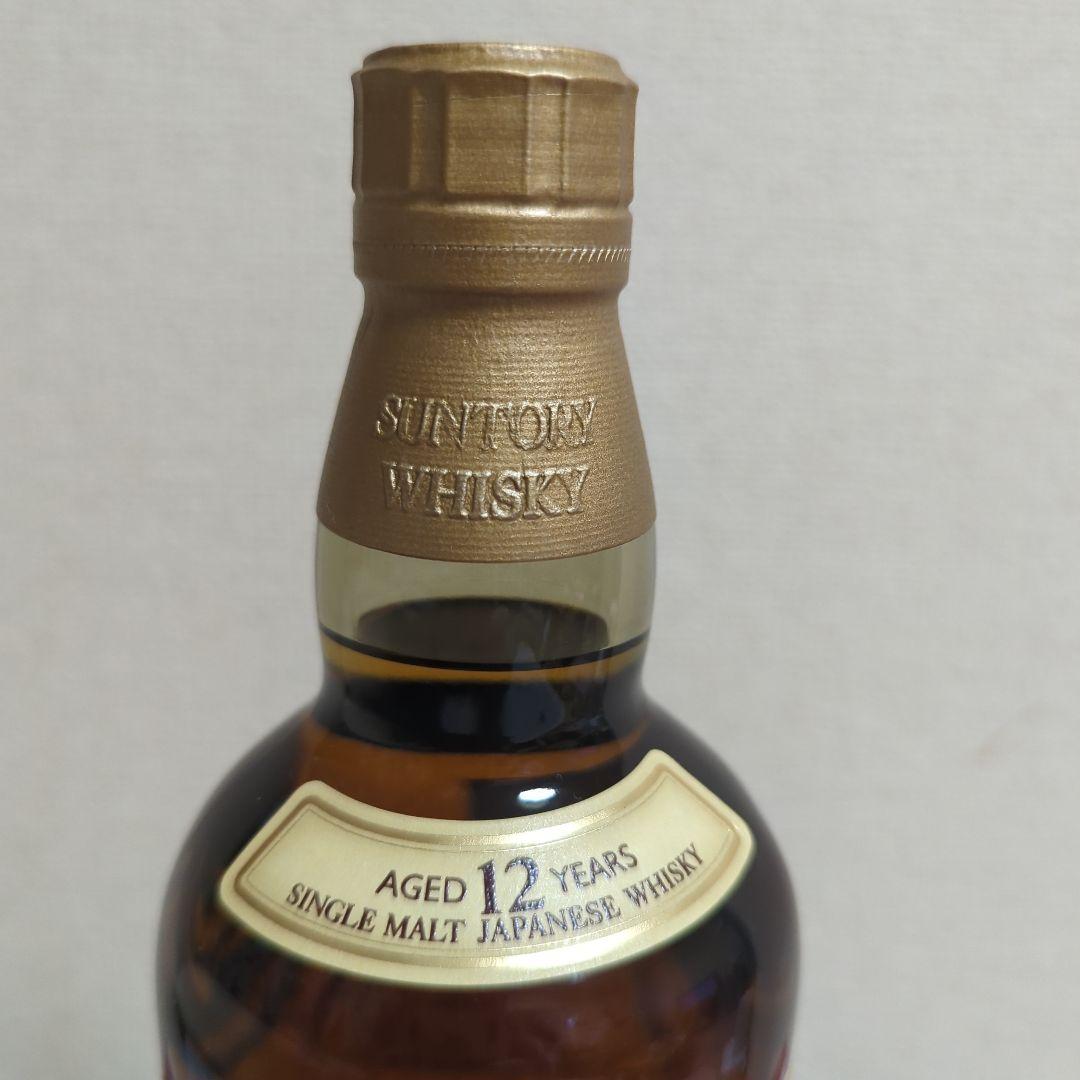 SUNTORY
WHISKY
AGED 12 YEARS
SINGLE MALT JAPANESE WHISKY